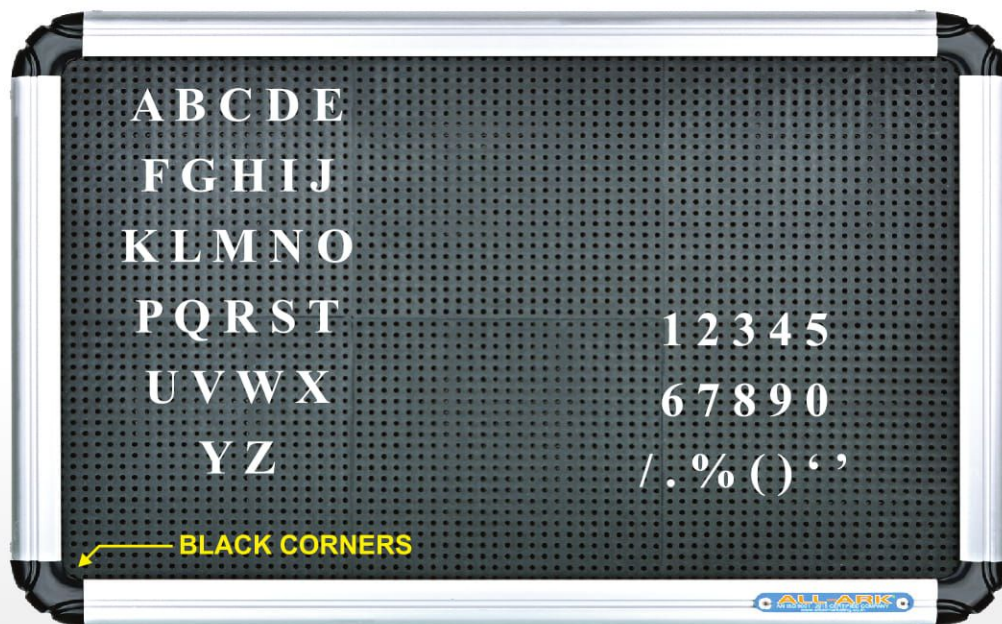 A B C D E
F G H I J
K L M N O
P Q R S T
U V W X
Y Z
1 2 3 4 5
6 7 8 9 0
/ . % ( ) ‘ ’
BLACK CORNERS
ALL-ARK